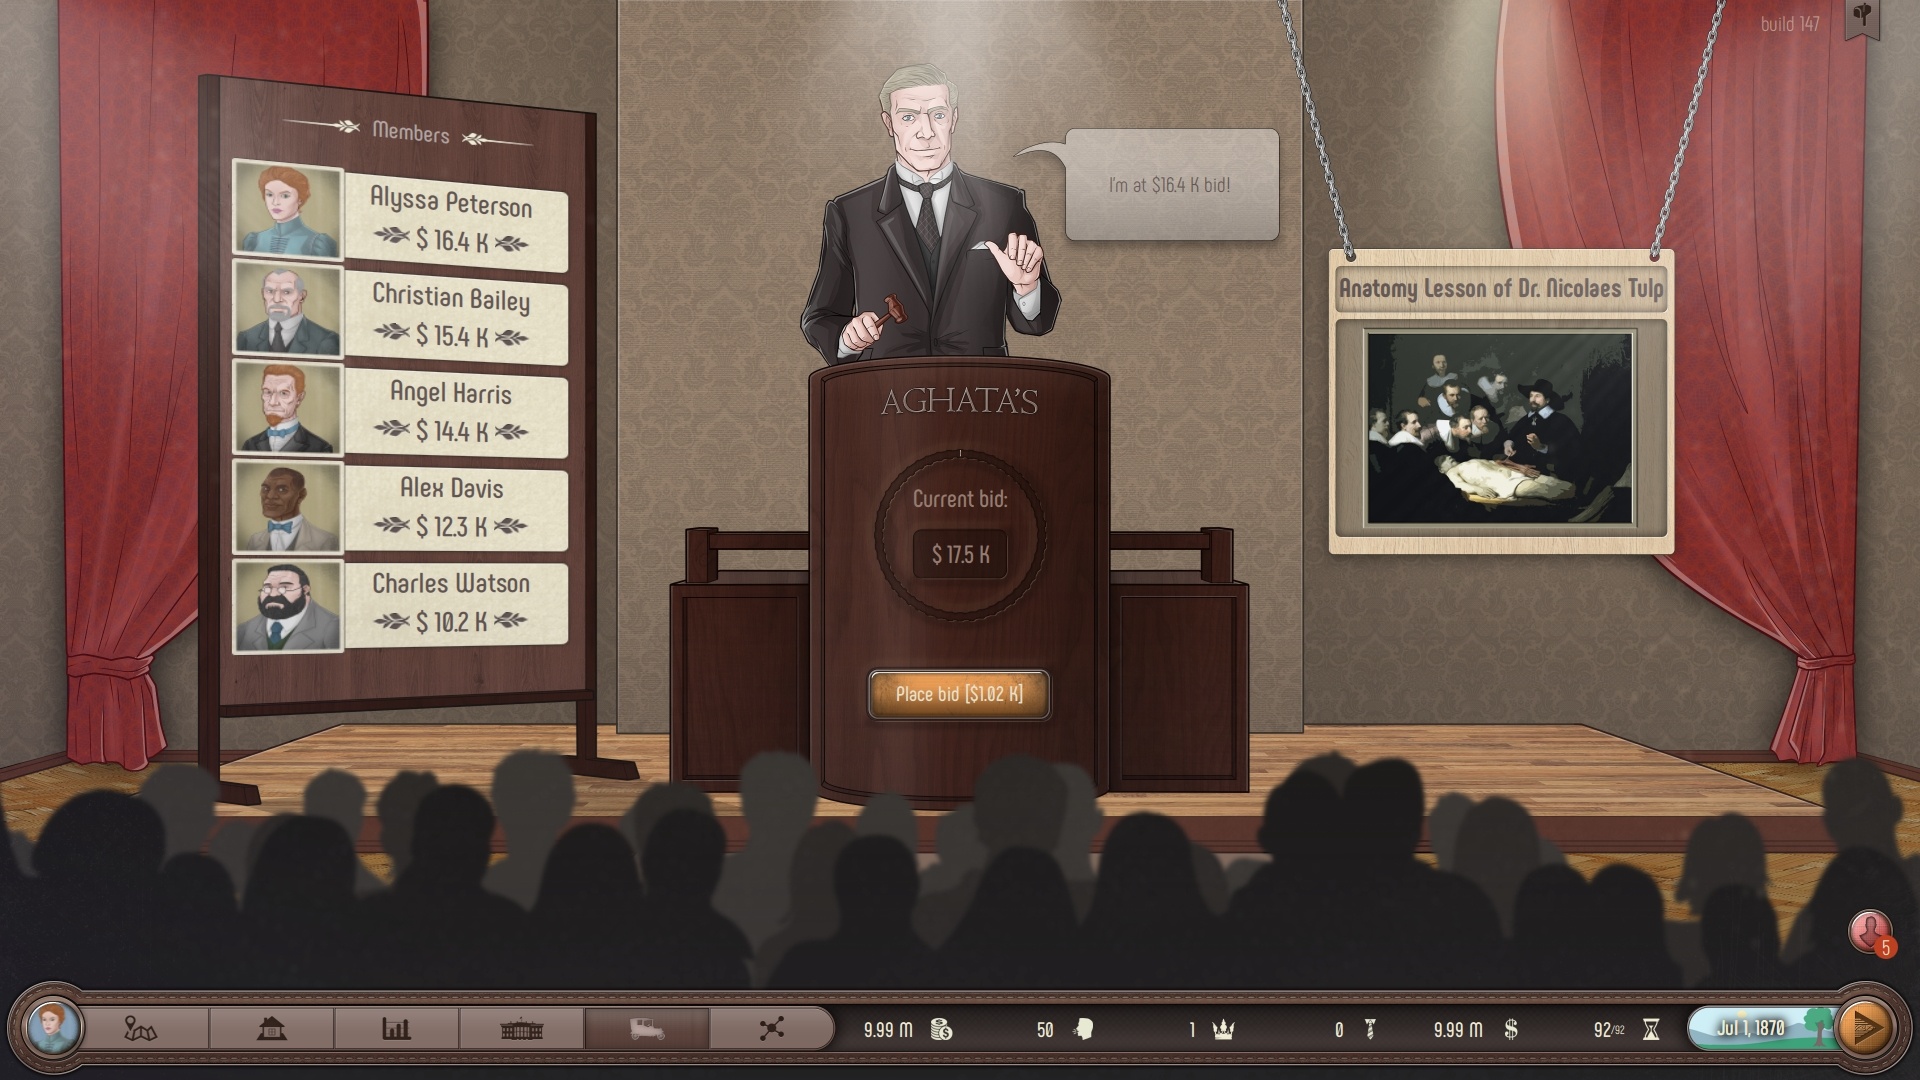 build 147
Members
Alyssa Peterson
$ 16.4 K
Christian Bailey
$ 15.4 K
Angel Harris
$ 14.4 K
Alex Davis
$ 12.3 K
Charles Watson
$ 10.2 K
I'm at $16.4 K bid!
AGHATA'S
Current bid:
$ 17.5 K
Place bid [$1.02 K]
Anatomy Lesson of Dr. Nicolaes Tulp
5
9.99 M
50
1
0
9.99 M
$
92/92
Jul 1, 1870